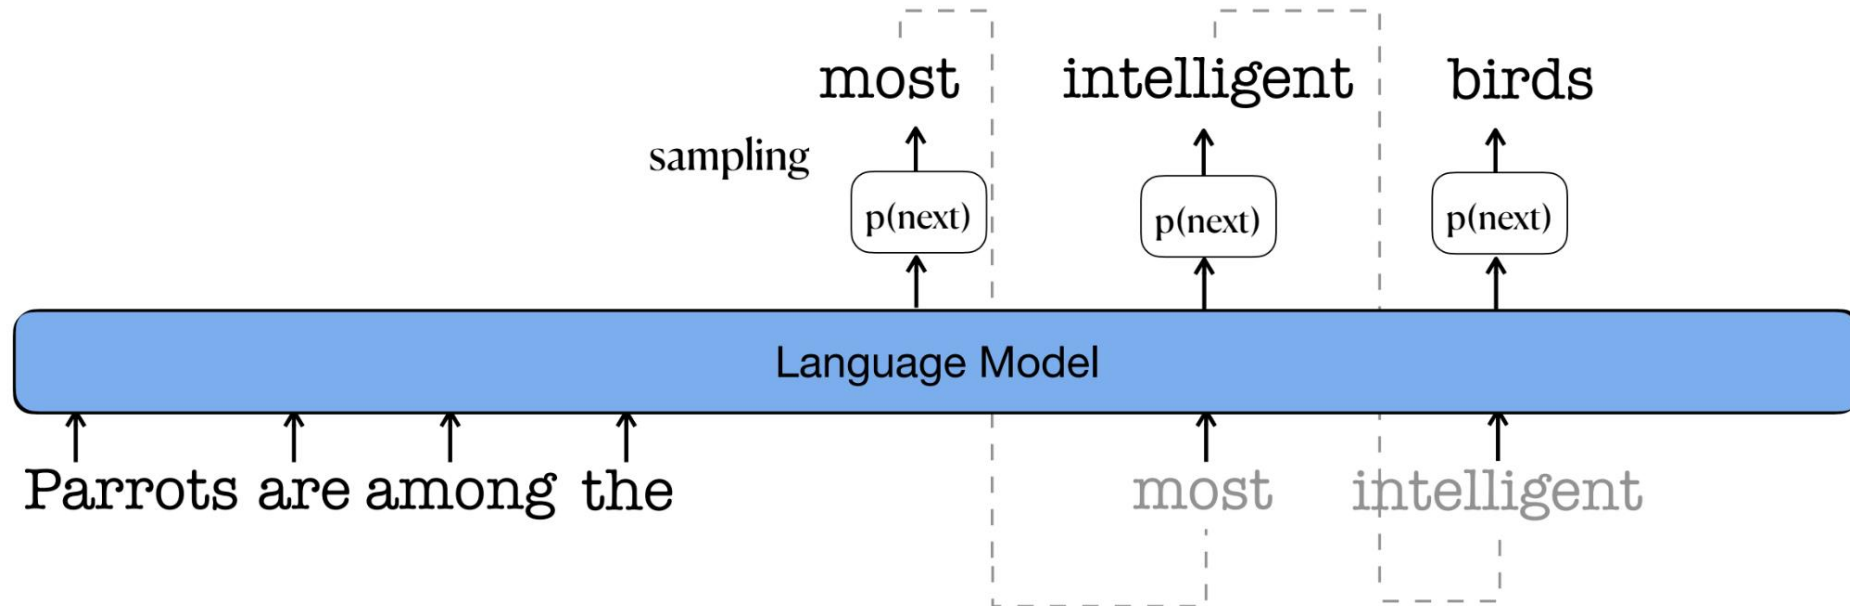 most intelligent birds
sampling
p(next) p(next) p(next)
Language Model
Parrots are among the most intelligent